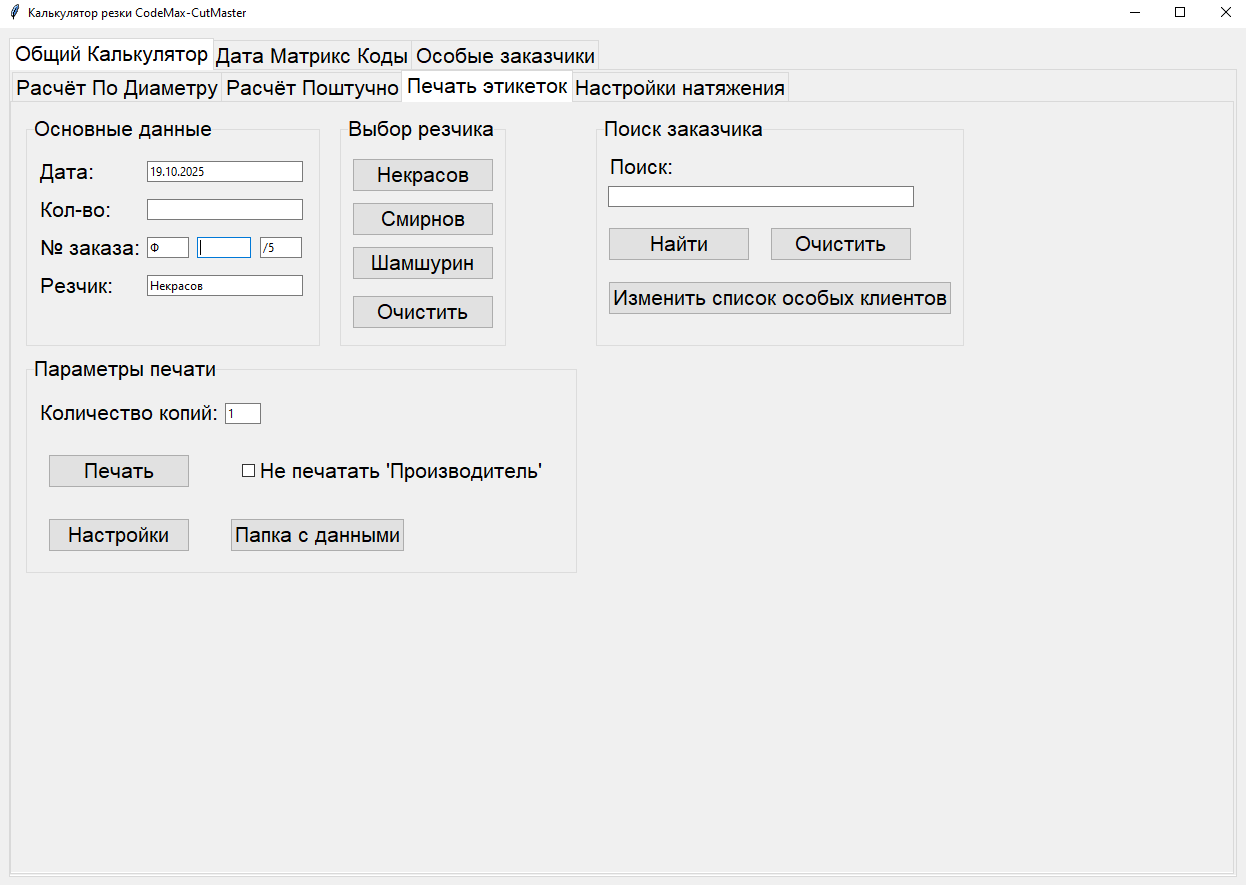 Калькулятор резки CodeMax-CutMaster
Общий Калькулятор Дата Матрикс Коды Особые заказчики
Расчёт По Диаметру Расчёт Поштучно Печать этикеток Настройки натяжения
Основные данные
Дата: 19.10.2025
Кол-во:
№ заказа: Ф /5
Резчик: Некрасов
Выбор резчика
Некрасов
Смирнов
Шамшурин
Очистить
Поиск заказчика
Поиск:
Найти Очистить
Изменить список особых клиентов
Параметры печати
Количество копий: 1
Печать Не печатать 'Производитель'
Настройки Папка с данными